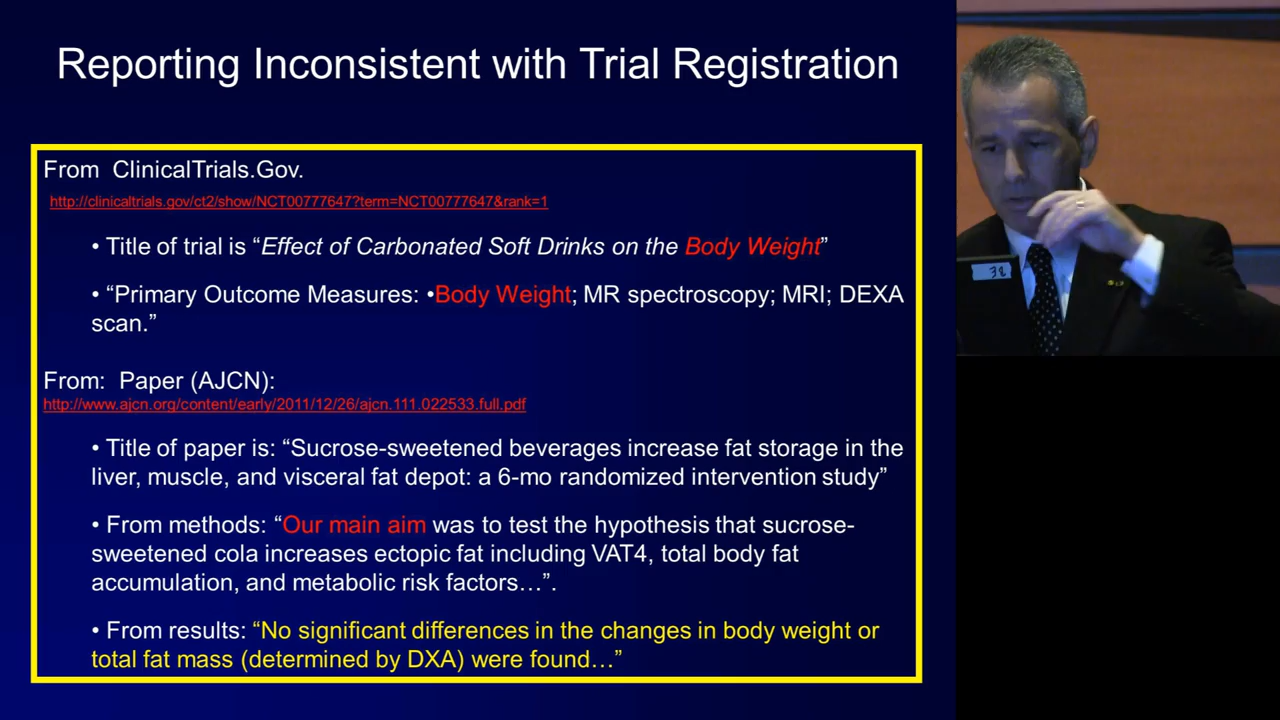 Reporting Inconsistent with Trial Registration
From ClinicalTrials.Gov.
http://clinicaltrials.gov/ct2/show/NCT00777647?term=NCT00777647&rank=1
• Title of trial is “Effect of Carbonated Soft Drinks on the Body Weight”
• “Primary Outcome Measures: •Body Weight; MR spectroscopy; MRI; DEXA
scan.”
From: Paper (AJCN):
http://www.ajcn.org/content/early/2011/12/26/ajcn.111.022533.full.pdf
• Title of paper is: “Sucrose-sweetened beverages increase fat storage in the
liver, muscle, and visceral fat depot: a 6-mo randomized intervention study”
• From methods: “Our main aim was to test the hypothesis that sucrose-
sweetened cola increases ectopic fat including VAT4, total body fat
accumulation, and metabolic risk factors…”.
• From results: “No significant differences in the changes in body weight or
total fat mass (determined by DXA) were found…”
38